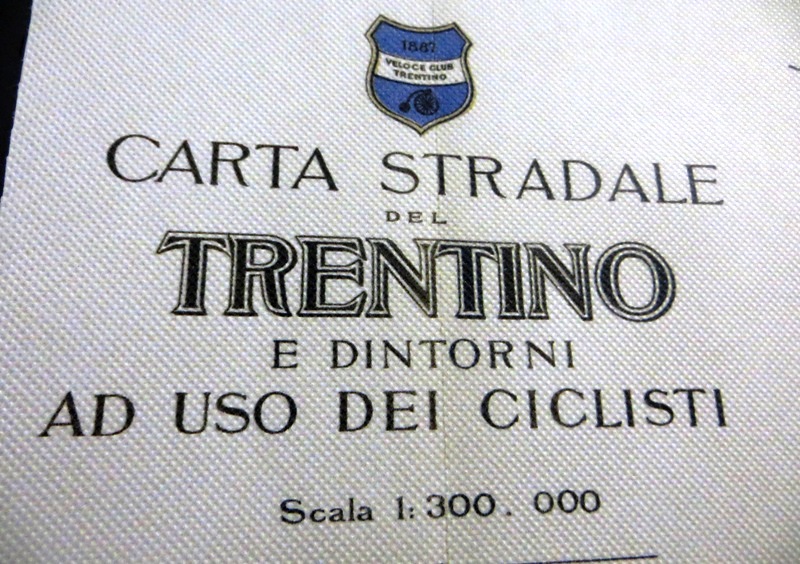 1887
VELOCE CLUB
TRENTINO
CARTA STRADALE
DEL
TRENTINO
E DINTORNI
AD USO DEI CICLISTI
Scala 1: 300. 000